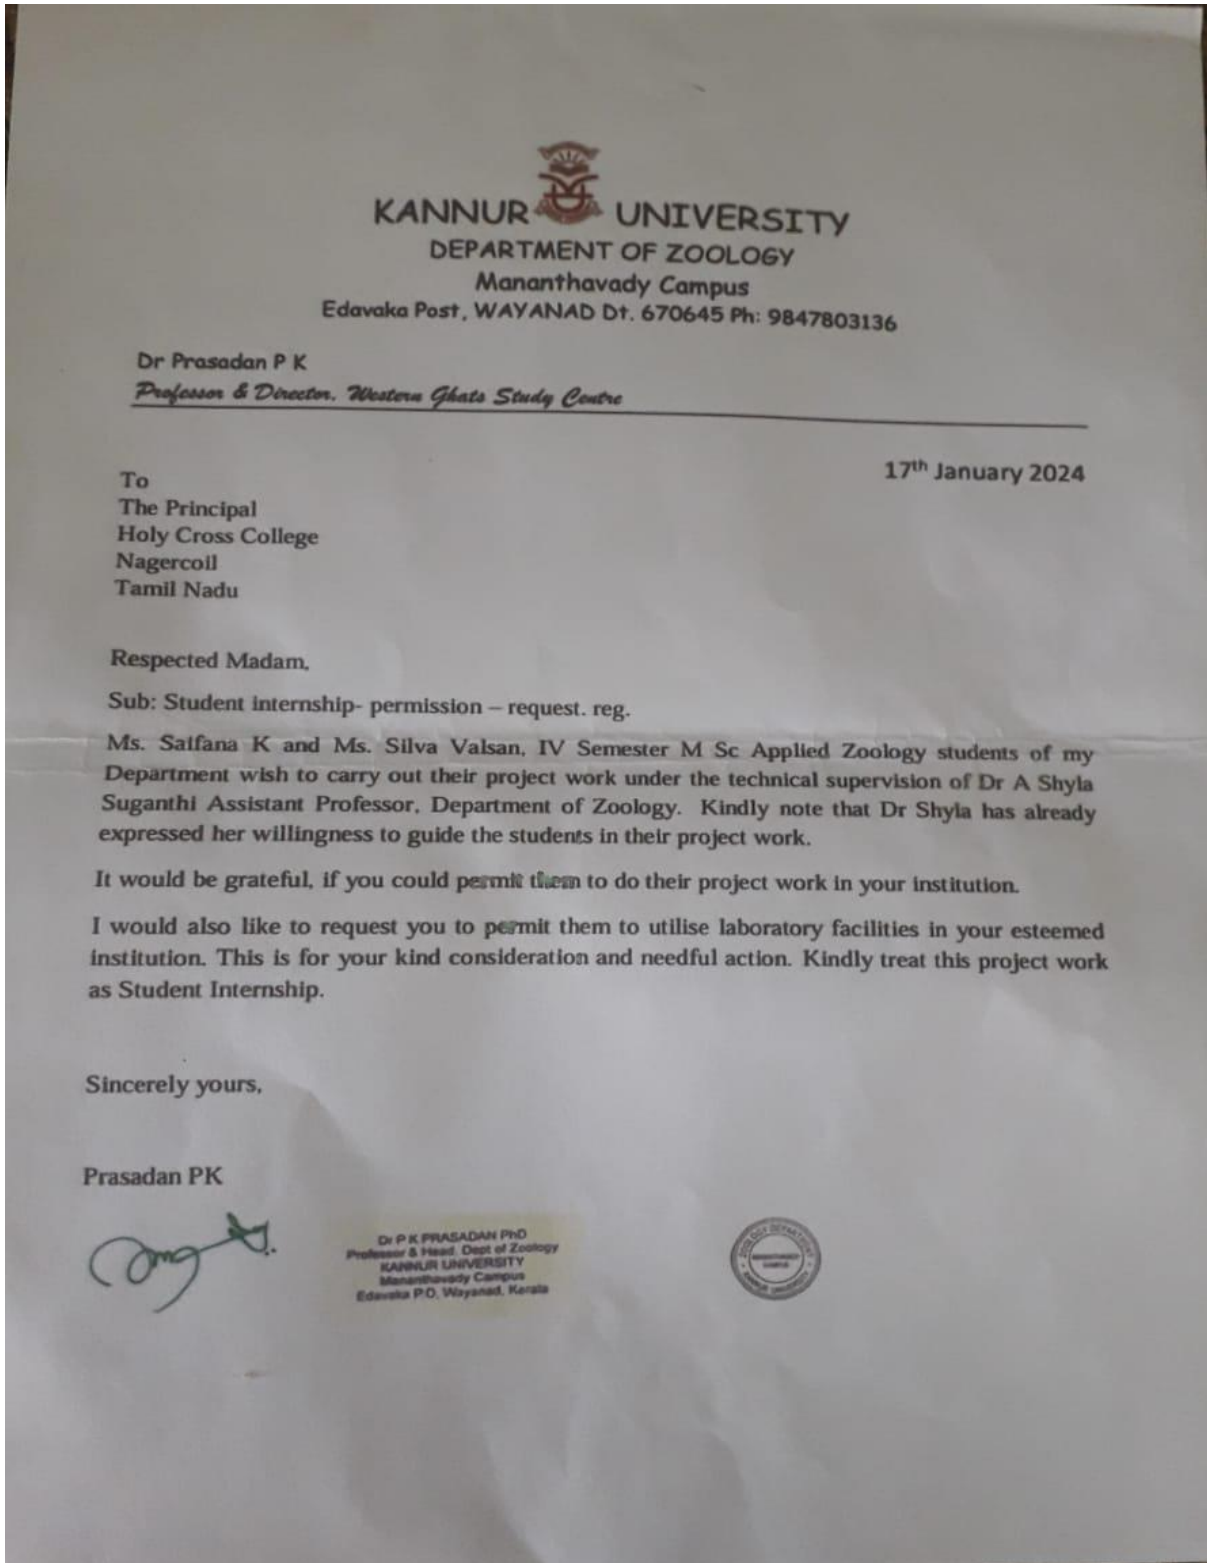 KANNUR UNIVERSITY
DEPARTMENT OF ZOOLOGY
Mananthavady Campus
Edavaka Post, WAYANAD Dt. 670645 Ph: 9847803136
Dr Prasadan P K
Professor & Director, Western Ghats Study Centre
17th January 2024
To
The Principal
Holy Cross College
Nagercoil
Tamil Nadu
Respected Madam,
Sub: Student internship- permission – request. reg.
Ms. Saifana K and Ms. Silva Valsan, IV Semester M Sc Applied Zoology students of my
Department wish to carry out their project work under the technical supervision of Dr A Shyla
Suganthi Assistant Professor, Department of Zoology. Kindly note that Dr Shyla has already
expressed her willingness to guide the students in their project work.
It would be grateful, if you could permit them to do their project work in your institution.
I would also like to request you to permit them to utilise laboratory facilities in your esteemed
institution. This is for your kind consideration and needful action. Kindly treat this project work
as Student Internship.
Sincerely yours,
Prasadan PK
Dr P K PRASADAN PhD
Professor & Head, Dept of Zoology
KANNUR UNIVERSITY
Mananthavady Campus
Edavaka P.O, Wayanad, Kerala
ZOOLOGY DEPARTMENT
MANANTHAVADY
CAMPUS
KANNUR UNIVERSITY